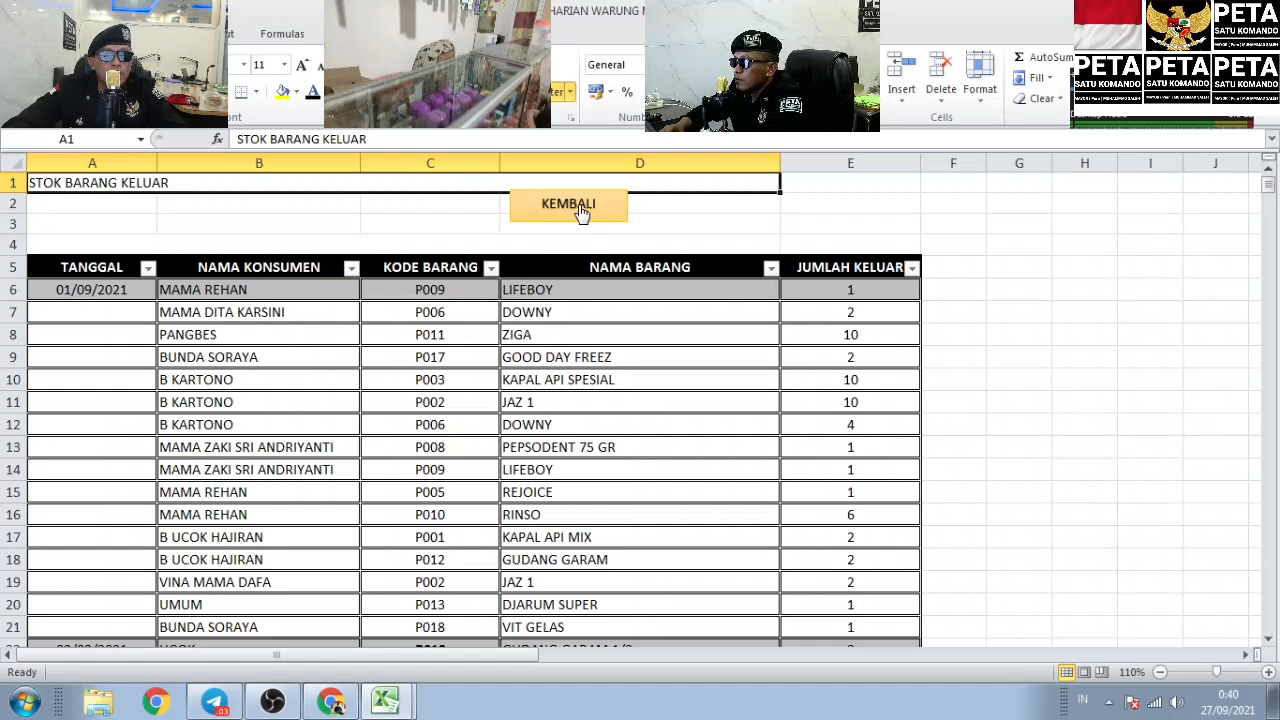 Formulas
HARIAN WARUNG M
PETA
SATU KOMANDO
PETA
SATU KOMANDO
PETA
SATU KOMANDO
PETA
SATU KOMANDO
11
A
A
A
General
%
Insert
Delete
Format
Cells
AutoSum
Fill
Clear
PETA
A1
fx
STOK BARANG KELUAR
A B C D E F G H I J
1 STOK BARANG KELUAR
2 KEMBALI
3
4
5 TANGGAL NAMA KONSUMEN KODE BARANG NAMA BARANG JUMLAH KELUAR
6 01/09/2021 MAMA REHAN P009 LIFEBOY 1
7 MAMA DITA KARSINI P006 DOWNY 2
8 PANGBES P011 ZIGA 10
9 BUNDA SORAYA P017 GOOD DAY FREEZ 2
10 B KARTONO P003 KAPAL API SPESIAL 10
11 B KARTONO P002 JAZ 1 10
12 B KARTONO P006 DOWNY 4
13 MAMA ZAKI SRI ANDRIYANTI P008 PEPSODENT 75 GR 1
14 MAMA ZAKI SRI ANDRIYANTI P009 LIFEBOY 1
15 MAMA REHAN P005 REJOICE 1
16 MAMA REHAN P010 RINSO 6
17 B UCOK HAJIRAN P001 KAPAL API MIX 2
18 B UCOK HAJIRAN P012 GUDANG GARAM 2
19 VINA MAMA DAFA P002 JAZ 1 2
20 UMUM P013 DJARUM SUPER 1
21 BUNDA SORAYA P018 VIT GELAS 1
Ready
110%
IN
0:40
27/09/2021